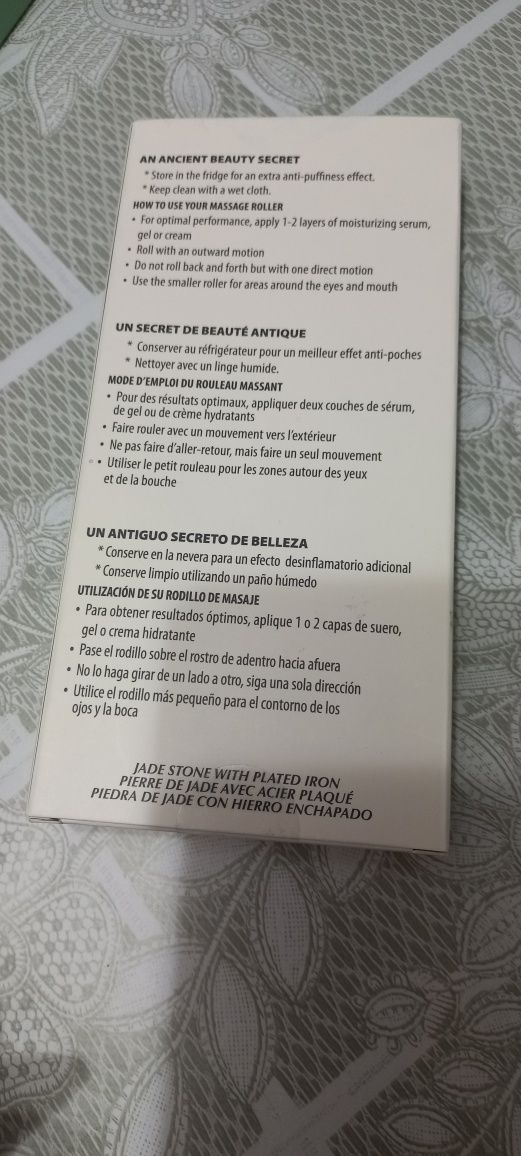 AN ANCIENT BEAUTY SECRET
* Store in the fridge for an extra anti-puffiness effect.
* Keep clean with a wet cloth.
HOW TO USE YOUR MASSAGE ROLLER
• For optimal performance, apply 1-2 layers of moisturizing serum,
gel or cream
• Roll with an outward motion
• Do not roll back and forth but with one direct motion
• Use the smaller roller for areas around the eyes and mouth
UN SECRET DE BEAUTÉ ANTIQUE
* Conserver au réfrigérateur pour un meilleur effet anti-poches
* Nettoyer avec un linge humide.
MODE D'EMPLOI DU ROULEAU MASSANT
• Pour des résultats optimaux, appliquer deux couches de sérum,
de gel ou de crème hydratants
• Faire rouler avec un mouvement vers l'extérieur
• Ne pas faire d'aller-retour, mais faire un seul mouvement
• Utiliser le petit rouleau pour les zones autour des yeux
et de la bouche
UN ANTIGUO SECRETO DE BELLEZA
* Conserve en la nevera para un efecto desinflamatorio adicional
* Conserve limpio utilizando un paño húmedo
UTILIZACIÓN DE SU RODILLO DE MASAJE
• Para obtener resultados óptimos, aplique 1 o 2 capas de suero,
gel o crema hidratante
• Pase el rodillo sobre el rostro de adentro hacia afuera
• No lo haga girar de un lado a otro, siga una sola dirección
• Utilice el rodillo más pequeño para el contorno de los
ojos y la boca
JADE STONE WITH PLATED IRON
PIERRE DE JADE AVEC ACIER PLAQUÉ
PIEDRA DE JADE CON HIERRO ENCHAPADO